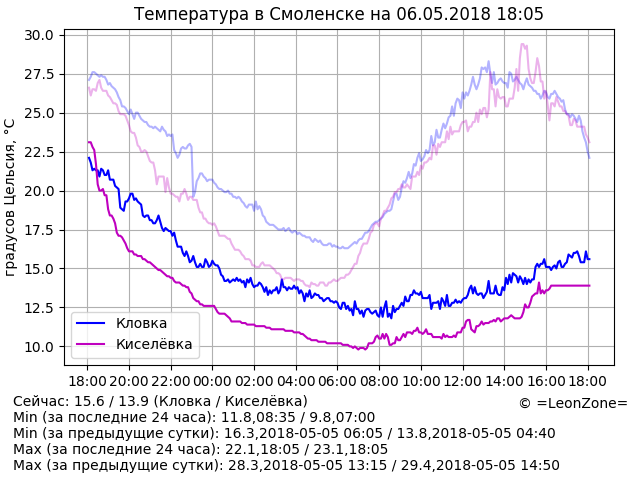 Температура в Смоленске на 06.05.2018 18:05
30.0
27.5
25.0
22.5
20.0
17.5
15.0
12.5
10.0
градусов Цельсия, °C
Кловка
Киселёвка
18:00 20:00 22:00 00:00 02:00 04:00 06:00 08:00 10:00 12:00 14:00 16:00 18:00
Сейчас: 15.6 / 13.9 (Кловка / Киселёвка)
© =LeonZone=
Min (за последние 24 часа): 11.8,08:35 / 9.8,07:00
Min (за предыдущие сутки): 16.3,2018-05-05 06:05 / 13.8,2018-05-05 04:40
Max (за последние 24 часа): 22.1,18:05 / 23.1,18:05
Max (за предыдущие сутки): 28.3,2018-05-05 13:15 / 29.4,2018-05-05 14:50